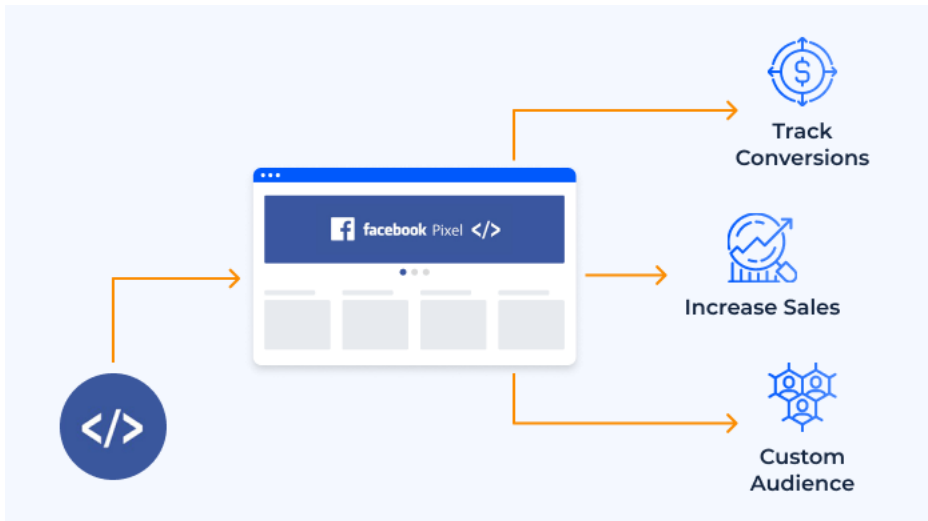 Track
Conversions
facebook Pixel </>
Increase Sales
</>
Custom
Audience